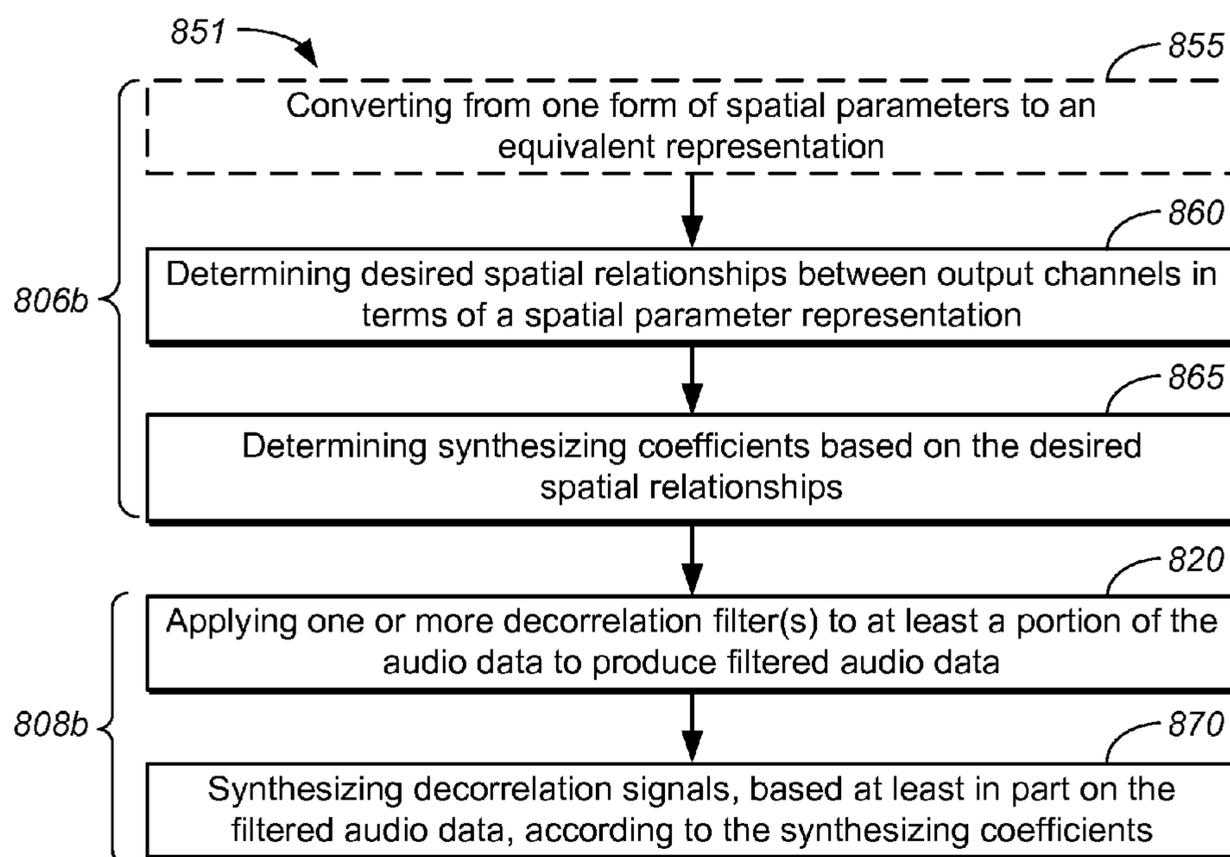 851
855
Converting from one form of spatial parameters to an
equivalent representation
860
Determining desired spatial relationships between output channels in
terms of a spatial parameter representation
806b
865
Determining synthesizing coefficients based on the desired
spatial relationships
820
Applying one or more decorrelation filter(s) to at least a portion of the
audio data to produce filtered audio data
808b
870
Synthesizing decorrelation signals, based at least in part on the
filtered audio data, according to the synthesizing coefficients